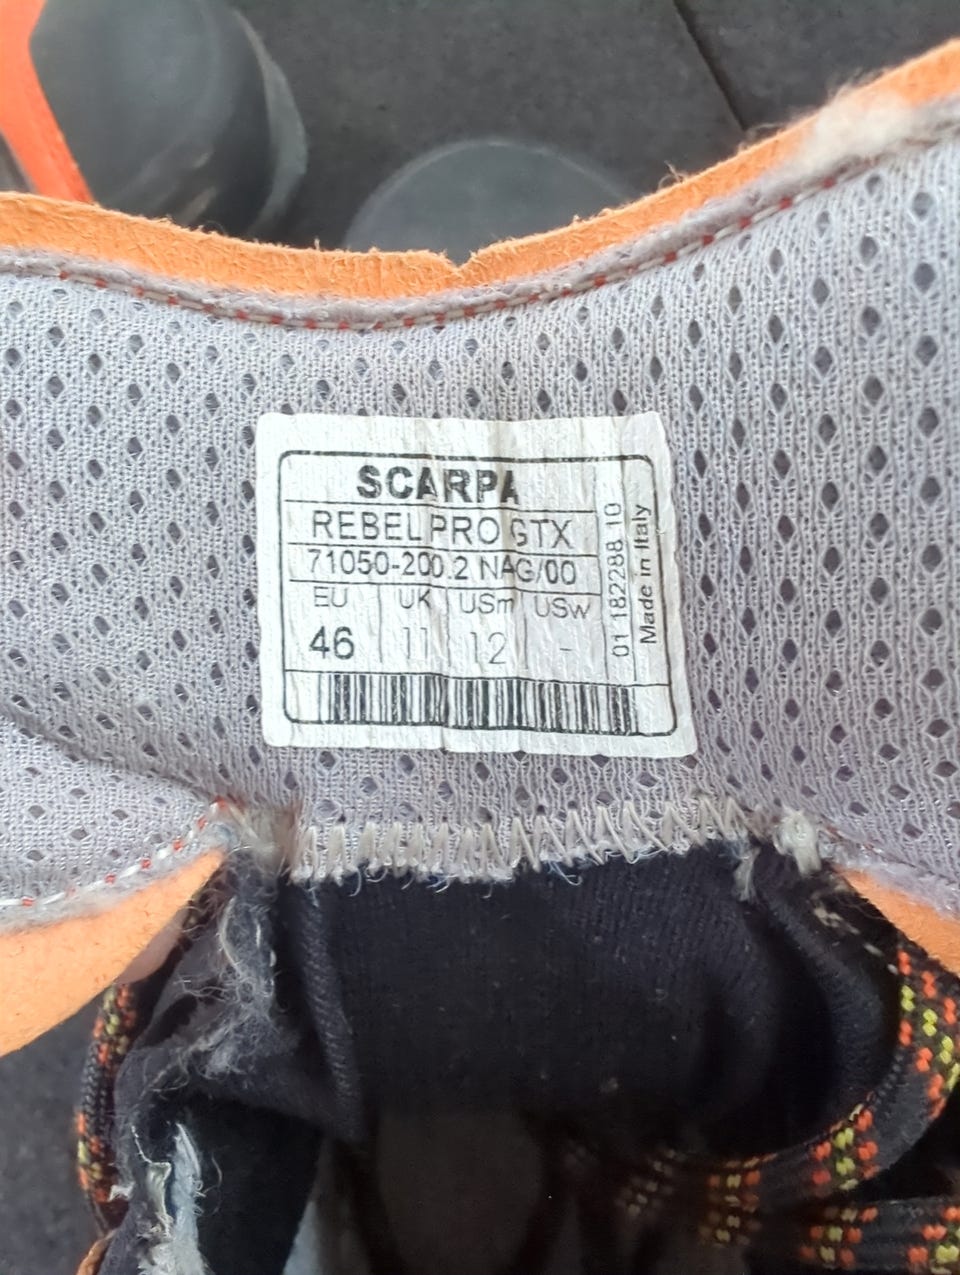 SCARPA
REBEL PRO GTX
71050-200.2 NAG/00
EU UK USm USw
46 11 12 -
01 182288 10
Made in Italy